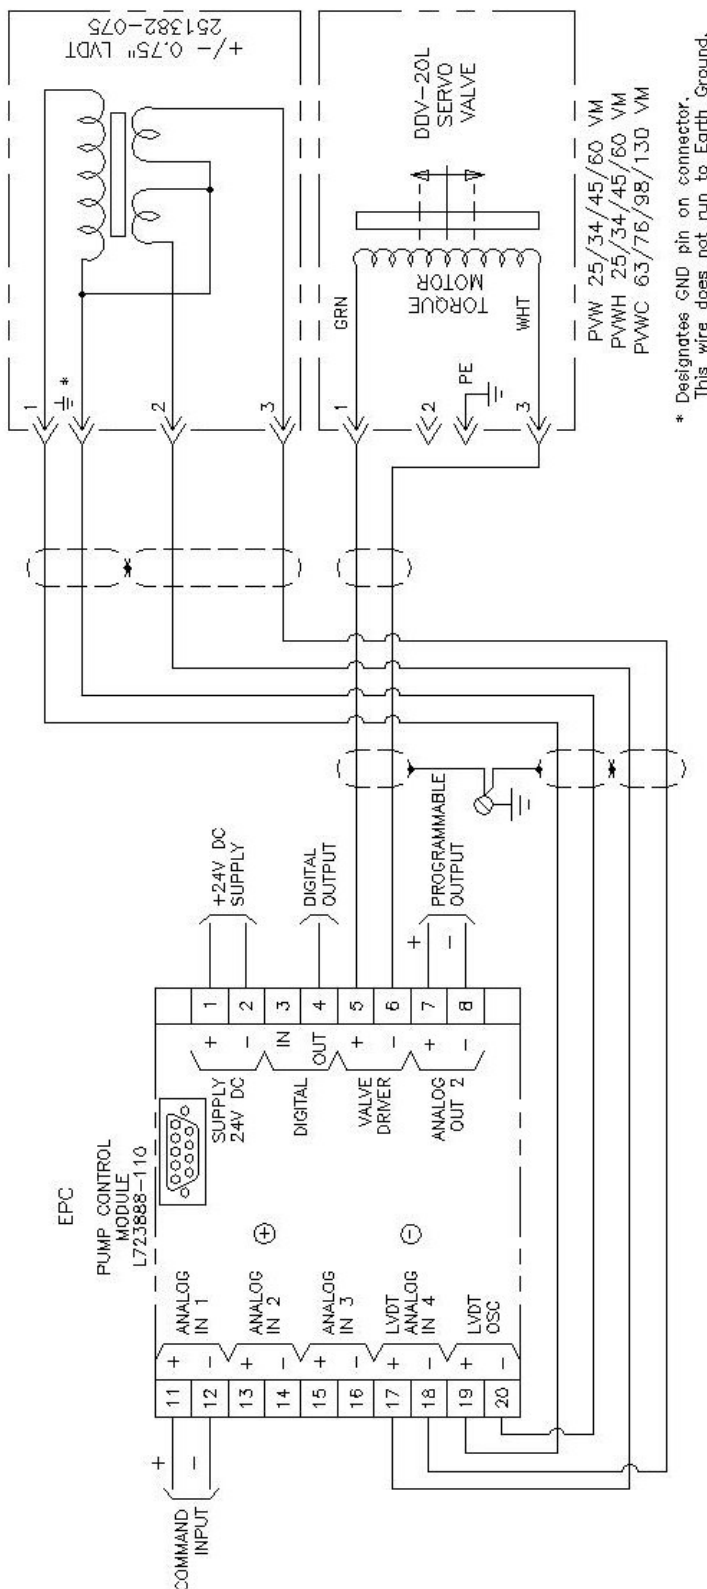 +/- 0.75" LVDT
251382-075
1
*
2
3
DDV-20L
SERVO
VALVE
TORQUE
MOTOR
GRN
WHT
1
2
PE
3
PVW 25/34/45/60 VM
PVWH 25/34/45/60 VM
PVWC 63/76/98/130 VM
* Designates GND pin on connector.
This wire does not run to Earth Ground.
+24V DC
SUPPLY
DIGITAL
OUTPUT
PROGRAMMABLE
OUTPUT
+
-
1
2
3
4
5
6
7
8
+
-
IN
OUT
+
-
+
-
SUPPLY
24V DC
DIGITAL
VALVE
DRIVER
ANALOG
OUT 2
EPC
PUMP CONTROL
MODULE
L723888-110
+
-
ANALOG
IN 1
ANALOG
IN 2
ANALOG
IN 3
LVDT
ANALOG
IN 4
LVDT
OSC
+
-
+
-
+
-
+
-
+
-
11
12
13
14
15
16
17
18
19
20
+
-
COMMAND
INPUT